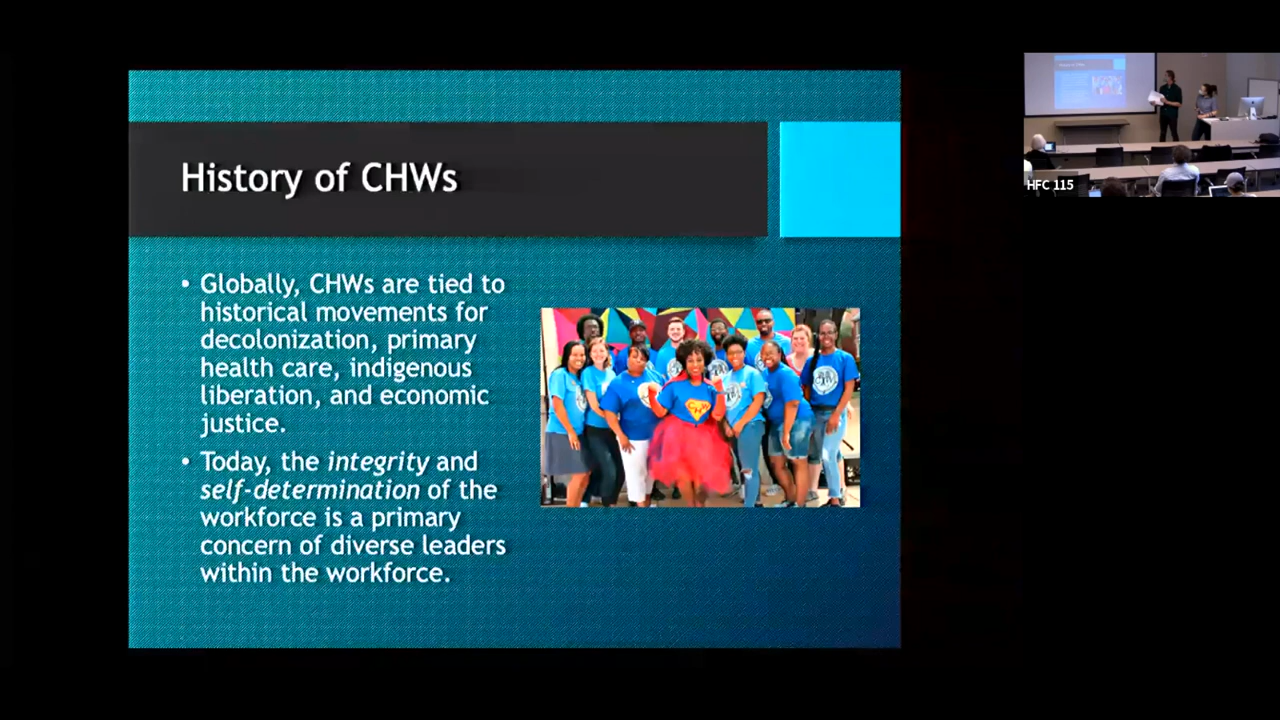 History of CHWs
• Globally, CHWs are tied to
historical movements for
decolonization, primary
health care, indigenous
liberation, and economic
justice.
• Today, the integrity and
self-determination of the
workforce is a primary
concern of diverse leaders
within the workforce.
HFC 115